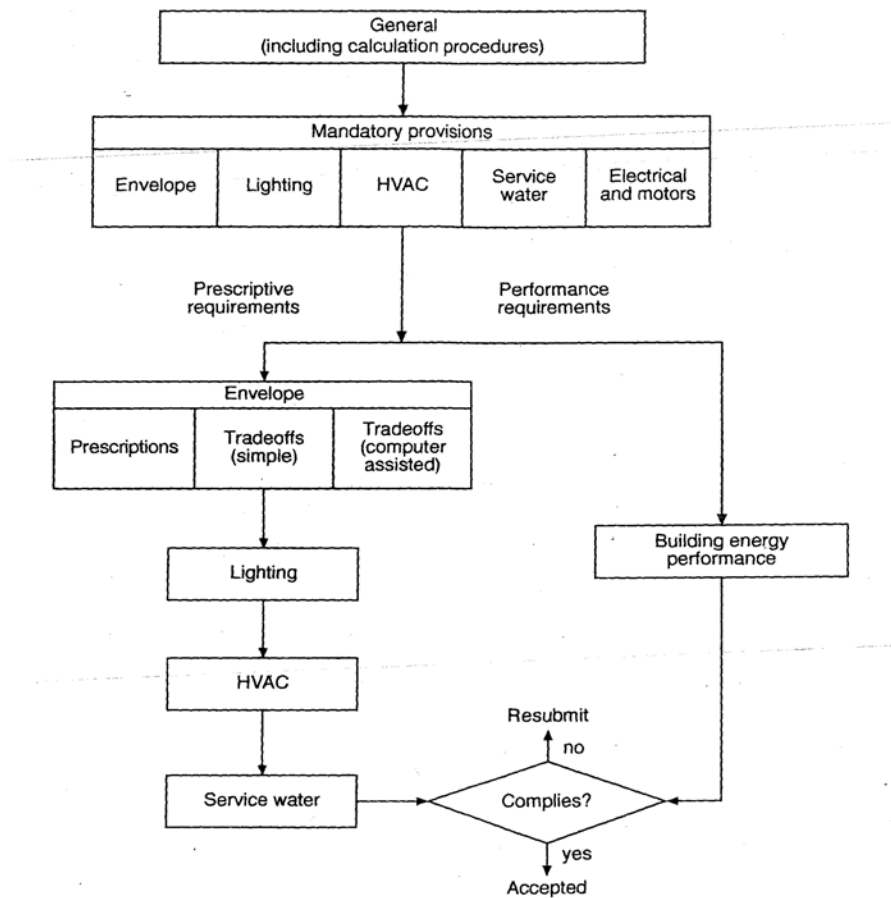 General
(including calculation procedures)
Mandatory provisions
Envelope
Lighting
HVAC
Service
water
Electrical
and motors
Prescriptive
requirements
Performance
requirements
Envelope
Prescriptions
Tradeoffs
(simple)
Tradeoffs
(computer
assisted)
Lighting
Building energy
performance
HVAC
Resubmit
no
Service water
Complies?
yes
Accepted